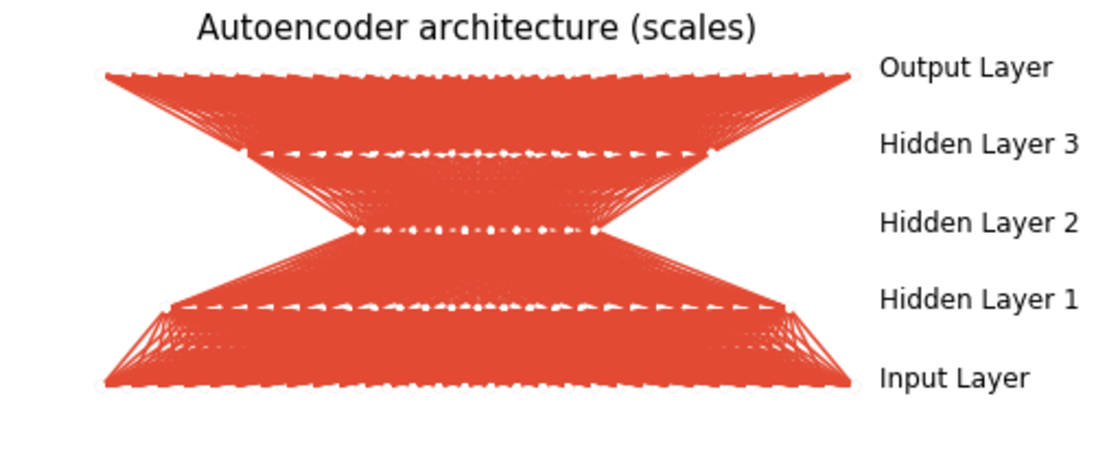 Autoencoder architecture (scales)
Output Layer
Hidden Layer 3
Hidden Layer 2
Hidden Layer 1
Input Layer